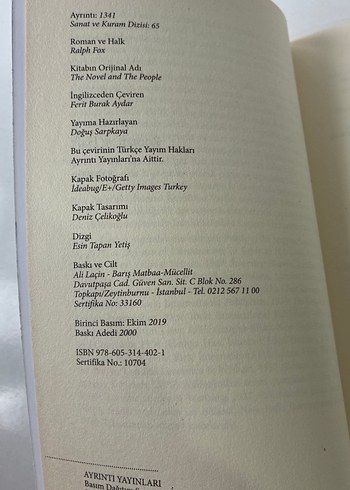 Ayrıntı: 1341
Sanat ve Kuram Dizisi: 65
Roman ve Halk
Ralph Fox
Kitabın Orijinal Adı
The Novel and The People
İngilizceden Çeviren
Ferit Burak Aydar
Yayıma Hazırlayan
Doğuş Sarpkaya
Bu çevirinin Türkçe Yayım Hakları
Ayrıntı Yayınları'na Aittir.
Kapak Fotoğrafı
Ideabug/E+/Getty Images Turkey
Kapak Tasarımı
Deniz Çelikoğlu
Dizgi
Esin Tapan Yetiş
Baskı ve Cilt
Ali Laçin - Barış Matbaa-Mücellit
Davutpaşa Cad. Güven San. Sit. C Blok No. 286
Topkapı/Zeytinburnu - İstanbul - Tel. 0212 567 11 00
Sertifika No: 33160
Birinci Basım: Ekim 2019
Baskı Adedi 2000
ISBN 978-605-314-402-1
Sertifika No.: 10704
AYRINTI YAYINLARI
Basım Dağıtım